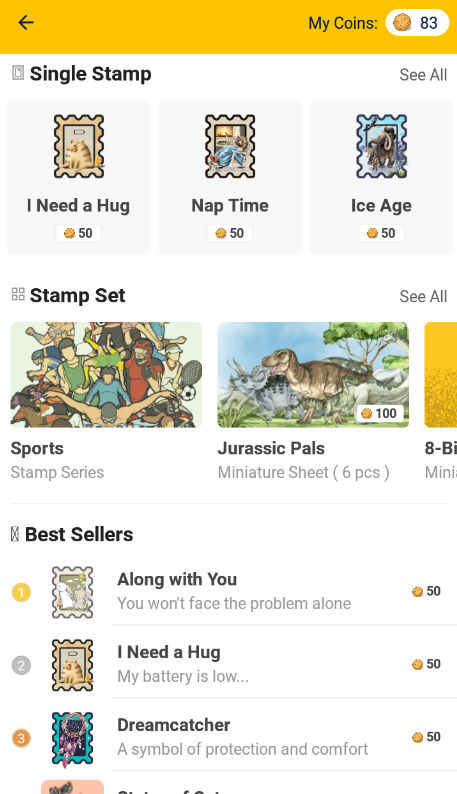 My Coins: 83
Single Stamp See All
I Need a Hug Nap Time Ice Age
50 50 50
Stamp Set See All
100
Sports Jurassic Pals 8-Bi
Stamp Series Miniature Sheet ( 6 pcs ) Minia
Best Sellers
1 Along with You 50
You won't face the problem alone
2 I Need a Hug 50
My battery is low...
3 Dreamcatcher 50
A symbol of protection and comfort